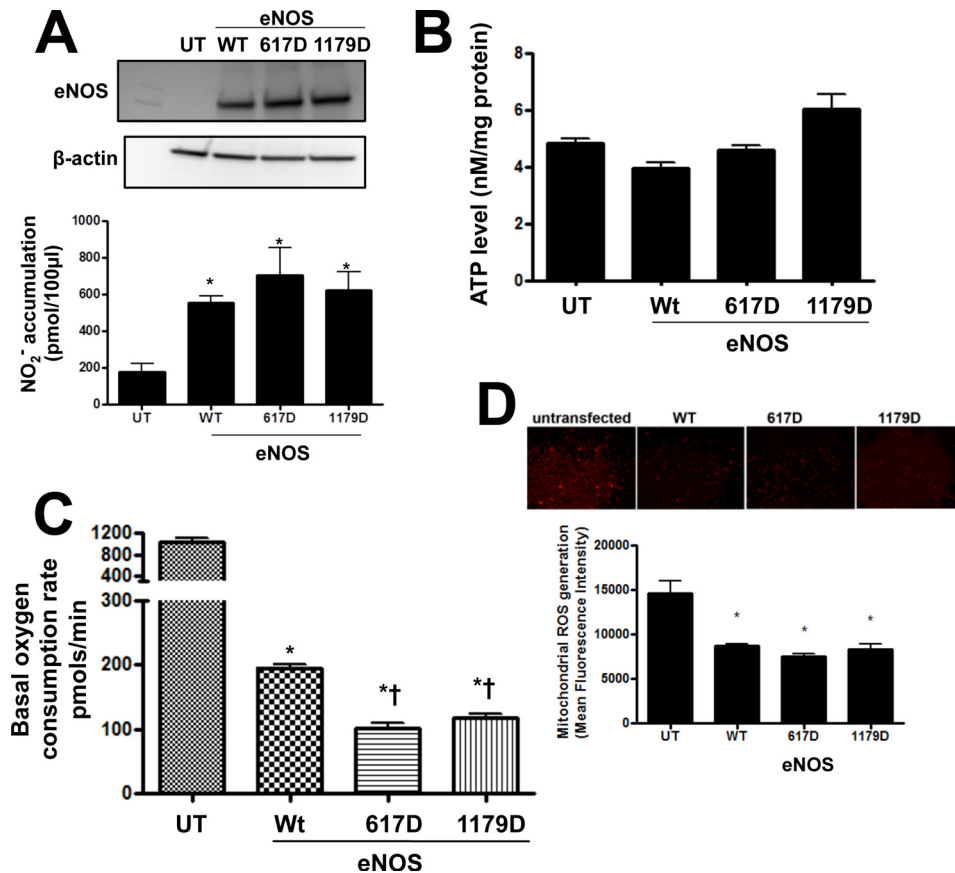 A
eNOS
UT WT 617D 1179D
eNOS
β-actin
NO₂⁻ accumulation
(pmol/100µl)
1000
800
600
400
200
0
*
*
*
UT WT 617D 1179D
eNOS
B
ATP level (nM/mg protein)
8
6
4
2
0
UT Wt 617D 1179D
eNOS
C
Basal oxygen
consumption rate
pmols/min
1200
1000
800
600
400
300
200
100
0
*
*†
*†
UT Wt 617D 1179D
eNOS
D
untransfected WT 617D 1179D
Mitochondrial ROS generation
(Mean Fluorescence Intensity)
20000
15000
10000
5000
0
*
*
*
UT WT 617D 1179D
eNOS